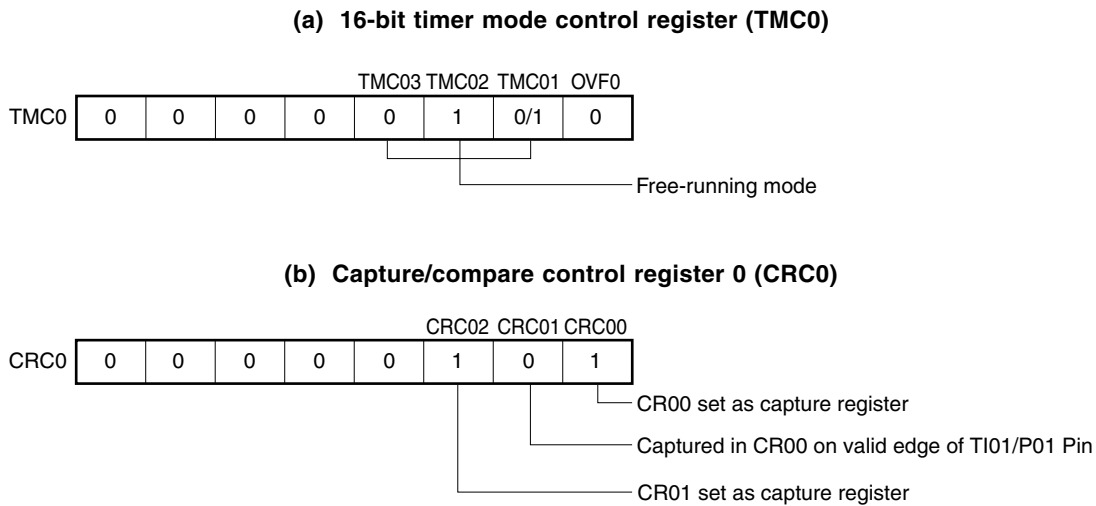 (a) 16-bit timer mode control register (TMC0)
TMC03 TMC02 TMC01 OVF0
TMC0 0 0 0 0 0 1 0/1 0
Free-running mode
(b) Capture/compare control register 0 (CRC0)
CRC02 CRC01 CRC00
CRC0 0 0 0 0 0 1 0 1
CR00 set as capture register
Captured in CR00 on valid edge of TI01/P01 Pin
CR01 set as capture register